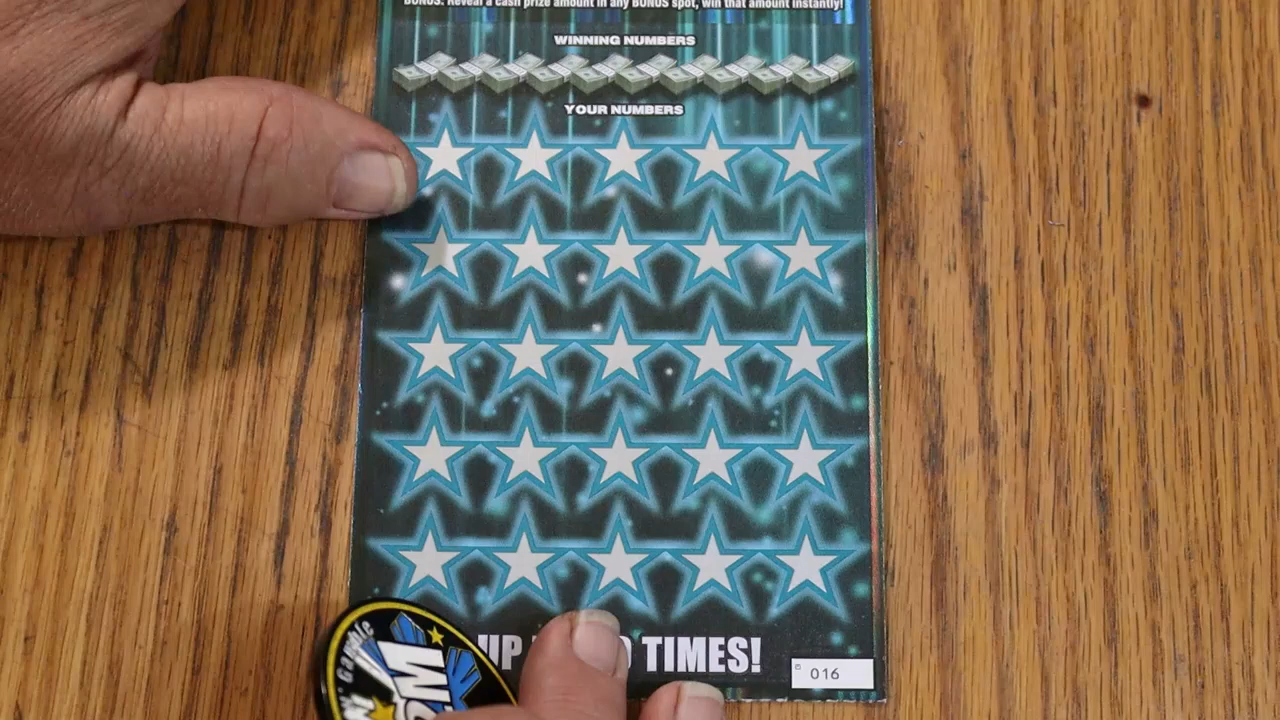 BONUS: Reveal a cash prize amount in any BONUS spot, win that amount instantly!
WINNING NUMBERS
YOUR NUMBERS
UP TIMES!
016
Gamble